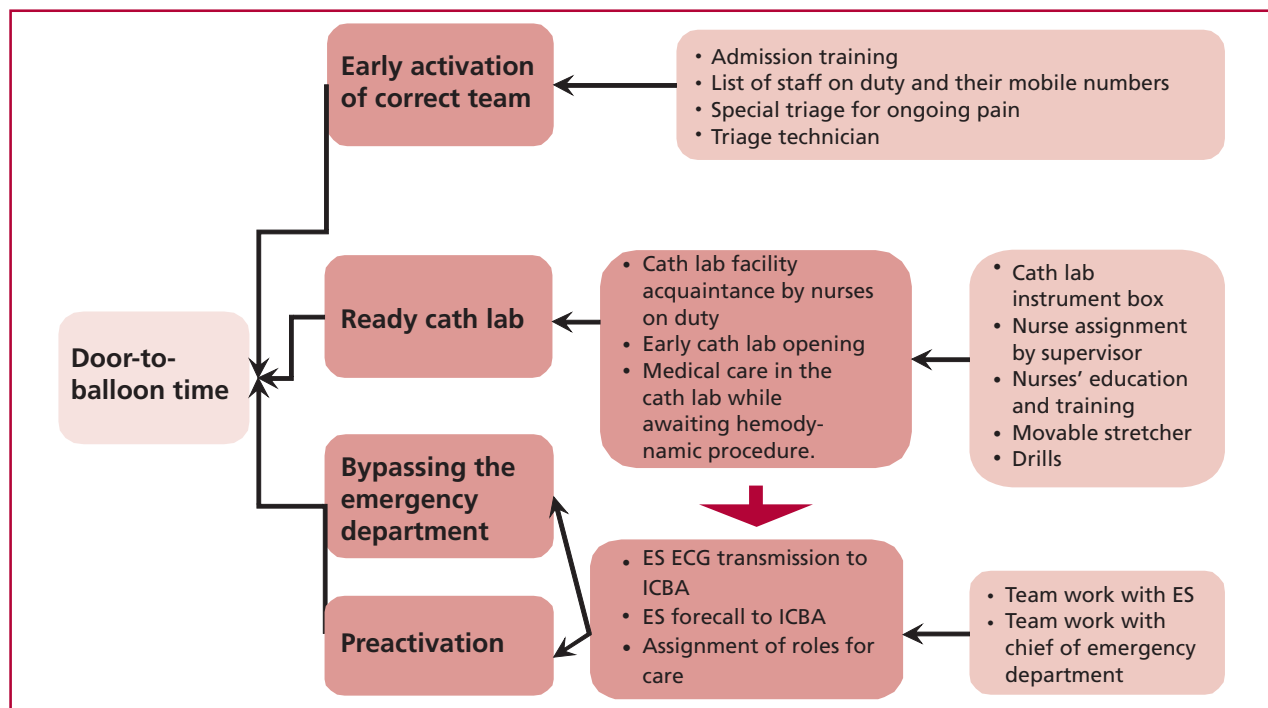 Early activation
of correct team
• Admission training
• List of staff on duty and their mobile numbers
• Special triage for ongoing pain
• Triage technician
Door-to-
balloon time
Ready cath lab
• Cath lab facility
acquaintance by nurses
on duty
• Early cath lab opening
• Medical care in the
cath lab while
awaiting hemody-
namic procedure.
• Cath lab
instrument box
• Nurse assignment
by supervisor
• Nurses’ education
and training
• Movable stretcher
• Drills
Bypassing the
emergency
department
Preactivation
• ES ECG transmission to
ICBA
• ES forecall to ICBA
• Assignment of roles for
care
• Team work with ES
• Team work with
chief of emergency
department